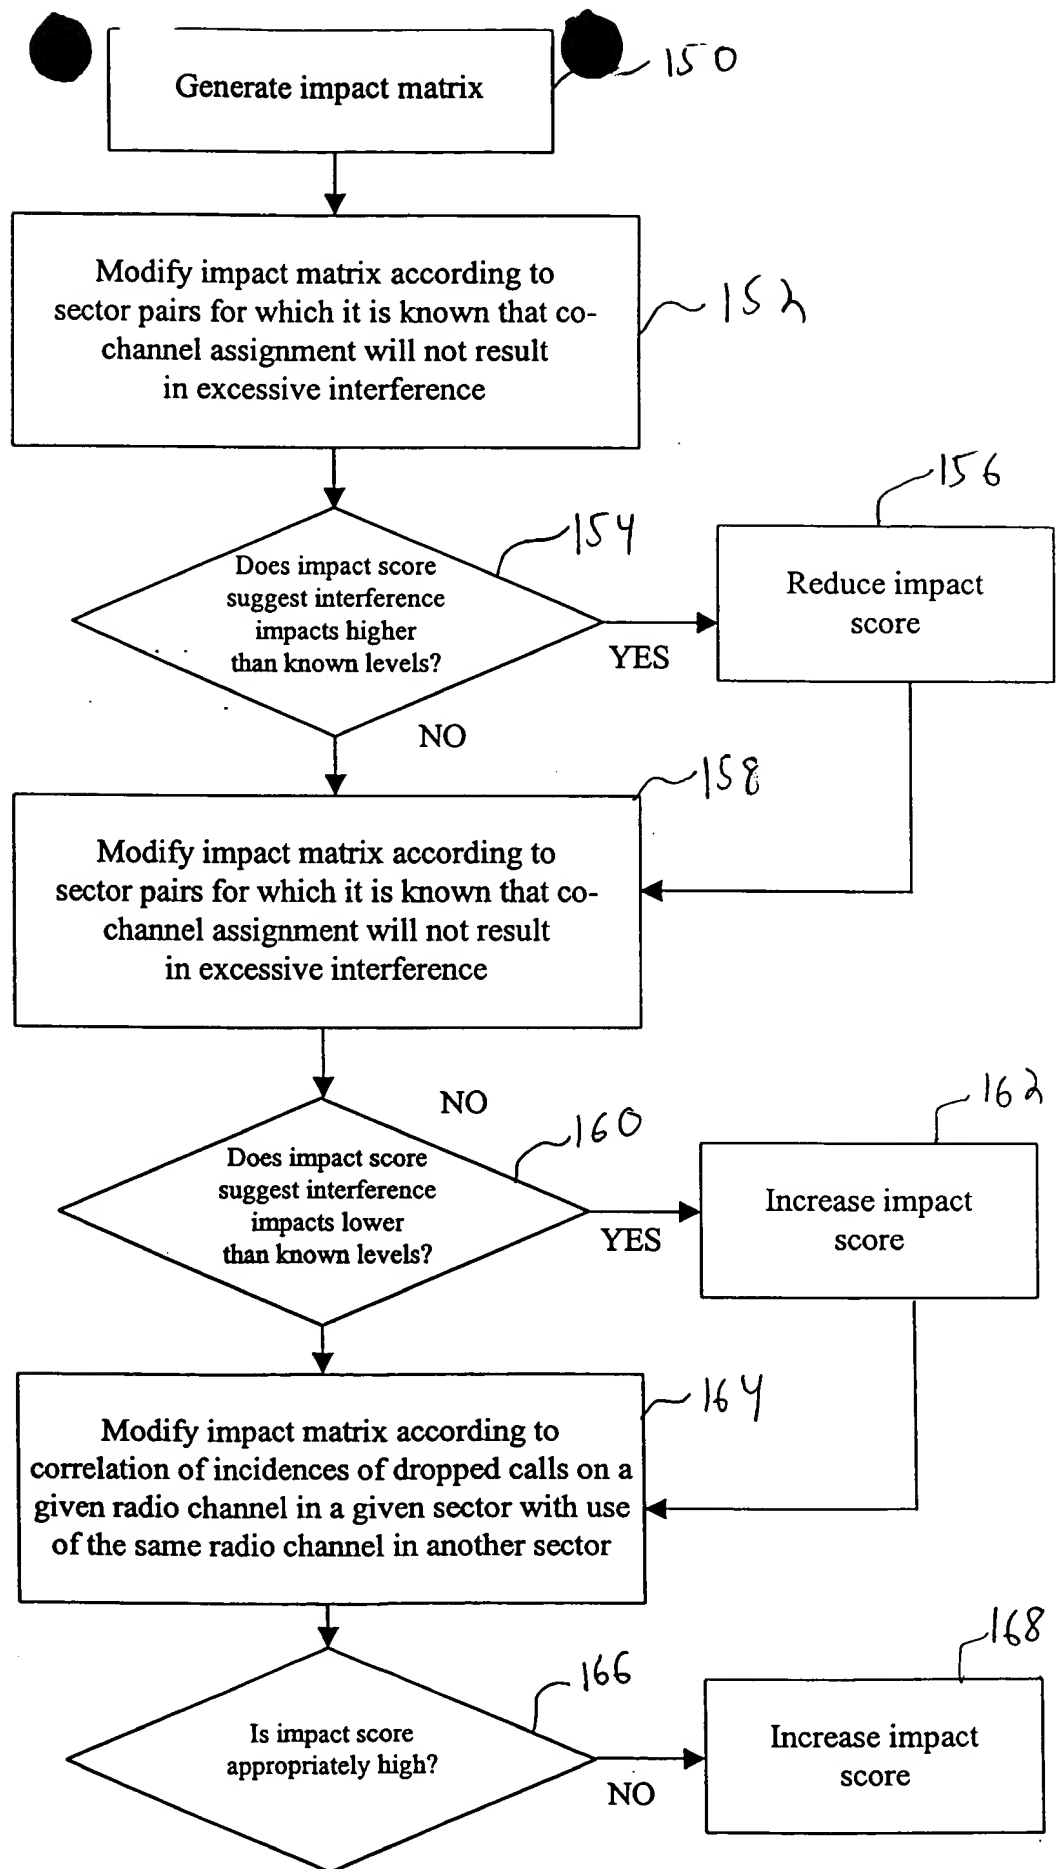 Generate impact matrix
150
Modify impact matrix according to
sector pairs for which it is known that co-
channel assignment will not result
in excessive interference
152
154
Does impact score
suggest interference
impacts higher
than known levels?
YES
NO
156
Reduce impact
score
158
Modify impact matrix according to
sector pairs for which it is known that co-
channel assignment will not result
in excessive interference
NO
160
Does impact score
suggest interference
impacts lower
than known levels?
YES
162
Increase impact
score
164
Modify impact matrix according to
correlation of incidences of dropped calls on a
given radio channel in a given sector with use
of the same radio channel in another sector
166
Is impact score
appropriately high?
NO
168
Increase impact
score